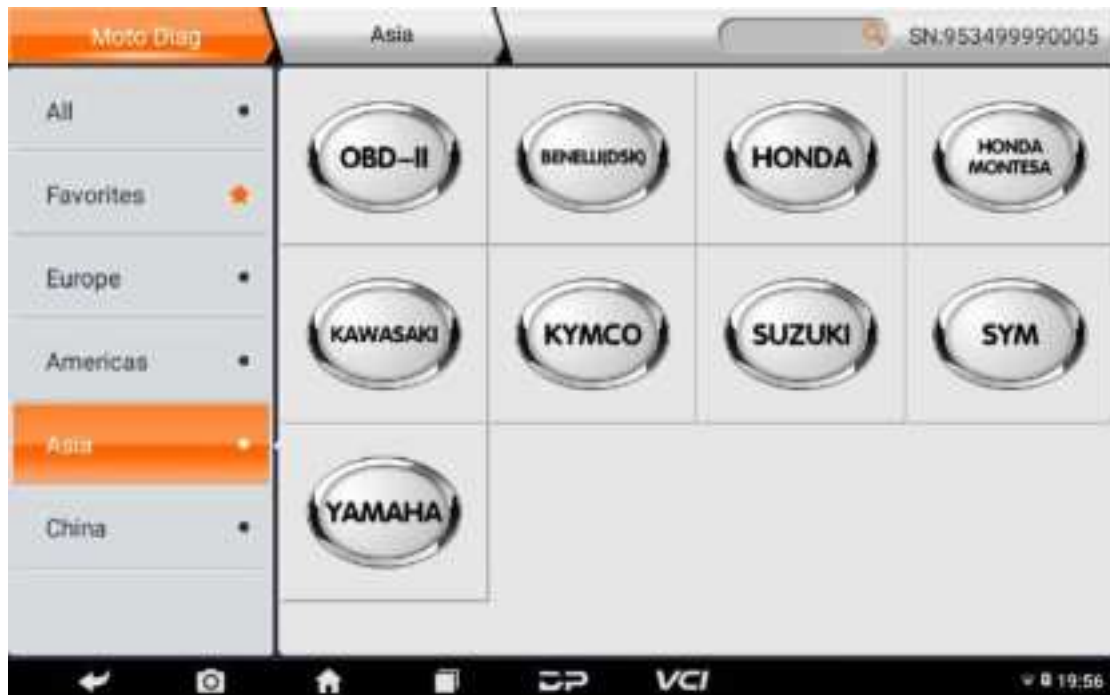 Moto Diag
Asia
SN:953499990005
All
Favorites
Europe
Americas
Asia
China
OBD-II
BENELLI(DSK)
HONDA
HONDA
MONTESA
KAWASAKI
KYMCO
SUZUKI
SYM
YAMAHA
DP
VCI
19:56